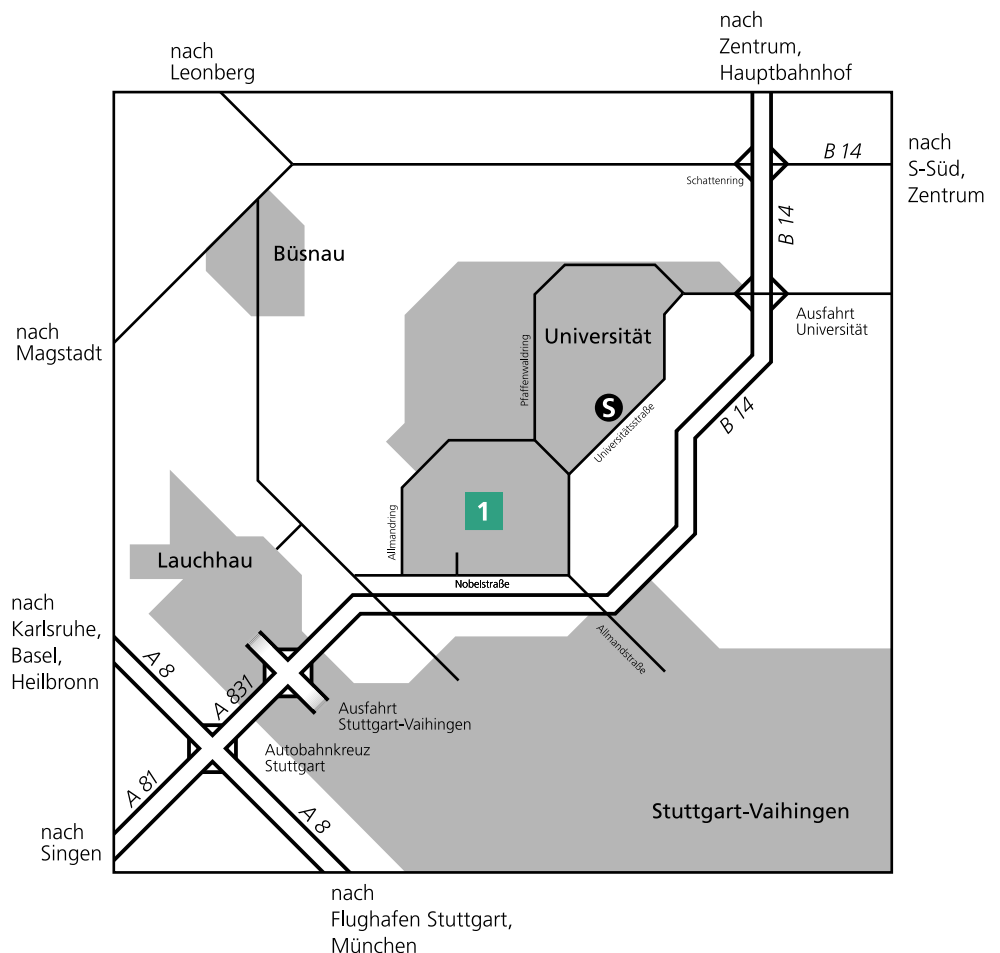 nach
Leonberg
nach
Zentrum,
Hauptbahnhof
B 14
nach
S-Süd,
Zentrum
Schattenring
B 14
Büsnau
Ausfahrt
Universität
Universität
nach
Magstadt
Pfaffenwaldring
S
Universitätsstraße
B 14
1
Allmandring
Lauchhau
Nobelstraße
nach
Karlsruhe,
Basel,
Heilbronn
Allmandstraße
A 8
A 831
Ausfahrt
Stuttgart-Vaihingen
Autobahnkreuz
Stuttgart
A 81
A 8
Stuttgart-Vaihingen
nach
Singen
nach
Flughafen Stuttgart,
München